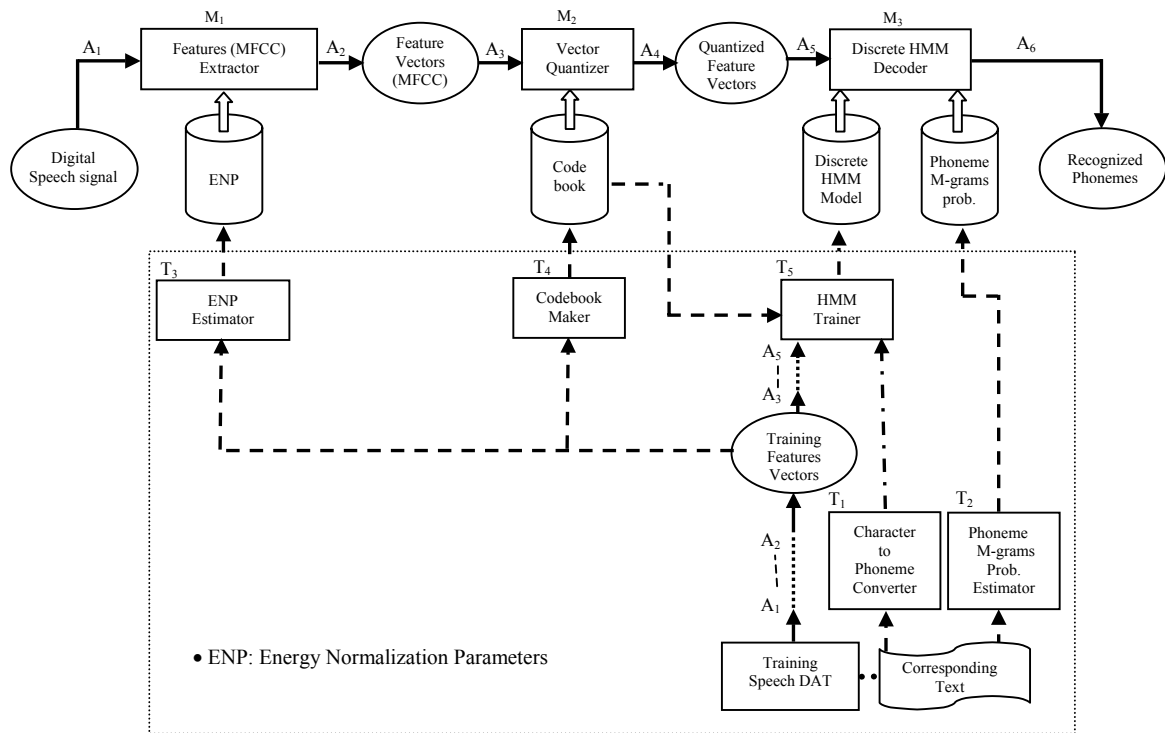 M₁
M₂
M₃
A₁
Features (MFCC)
Extractor
A₂
Feature
Vectors
(MFCC)
A₃
Vector
Quantizer
A₄
Quantized
Feature
Vectors
A₅
Discrete HMM
Decoder
A₆
Digital
Speech signal
ENP
Code
book
Discrete
HMM
Model
Phoneme
M-grams
prob.
Recognized
Phonemes
T₃
ENP
Estimator
T₄
Codebook
Maker
T₅
HMM
Trainer
A₅
A₃
Training
Features
Vectors
A₂
A₁
T₁
Character
to
Phoneme
Converter
T₂
Phoneme
M-grams
Prob.
Estimator
• ENP: Energy Normalization Parameters
Training
Speech DAT
Corresponding
Text